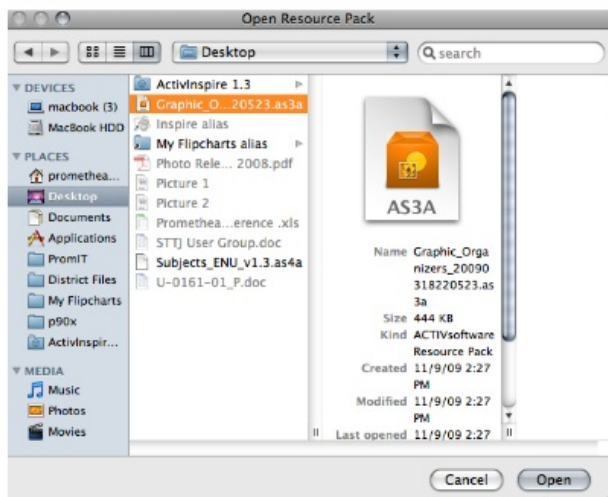 Open Resource Pack
Desktop
search
DEVICES
macbook (3)
MacBook HDD
PLACES
promethea...
Desktop
Documents
Applications
PromIT
District Files
My Flipcharts
p90x
ActivInspir...
MEDIA
Music
Photos
Movies
ActivInspire 1.3
Graphic_O...20523.as3a
Inspire alias
My Flipcharts alias
Photo Rele... 2008.pdf
Picture 1
Picture 2
Promethea...erence .xls
STTJ User Group.doc
Subjects_ENU_v1.3.as4a
U-0161-01_P.doc
AS3A
Name Graphic_Orga
nizers_20090
318220523.as
3a
Size 444 KB
Kind ACTIVsoftware
Resource Pack
Created 11/9/09 2:27
PM
Modified 11/9/09 2:27
PM
Last opened 11/9/09 2:27
Cancel
Open